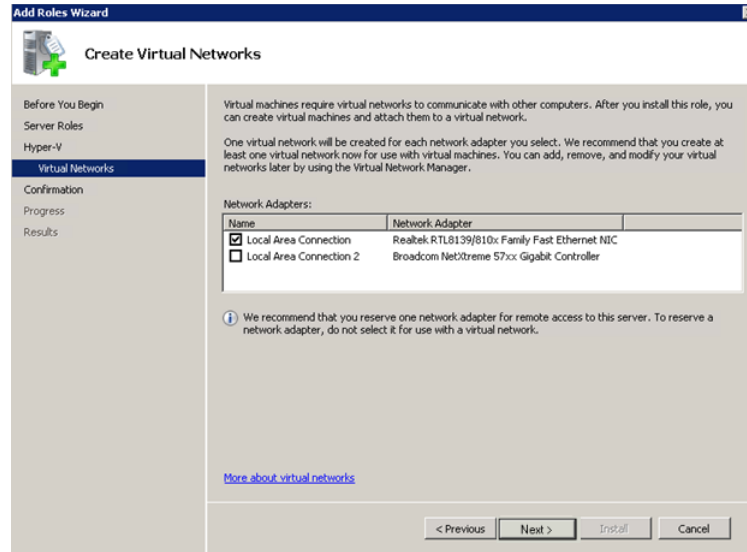 Add Roles Wizard
Create Virtual Networks
Before You Begin
Server Roles
Hyper-V
Virtual Networks
Confirmation
Progress
Results
Virtual machines require virtual networks to communicate with other computers. After you install this role, you
can create virtual machines and attach them to a virtual network.
One virtual network will be created for each network adapter you select. We recommend that you create at
least one virtual network now for use with virtual machines. You can add, remove, and modify your virtual
networks later by using the Virtual Network Manager.
Network Adapters:
Name Network Adapter
Local Area Connection Realtek RTL8139/810x Family Fast Ethernet NIC
Local Area Connection 2 Broadcom NetXtreme 57xx Gigabit Controller
We recommend that you reserve one network adapter for remote access to this server. To reserve a
network adapter, do not select it for use with a virtual network.
More about virtual networks
< Previous Next > Install Cancel